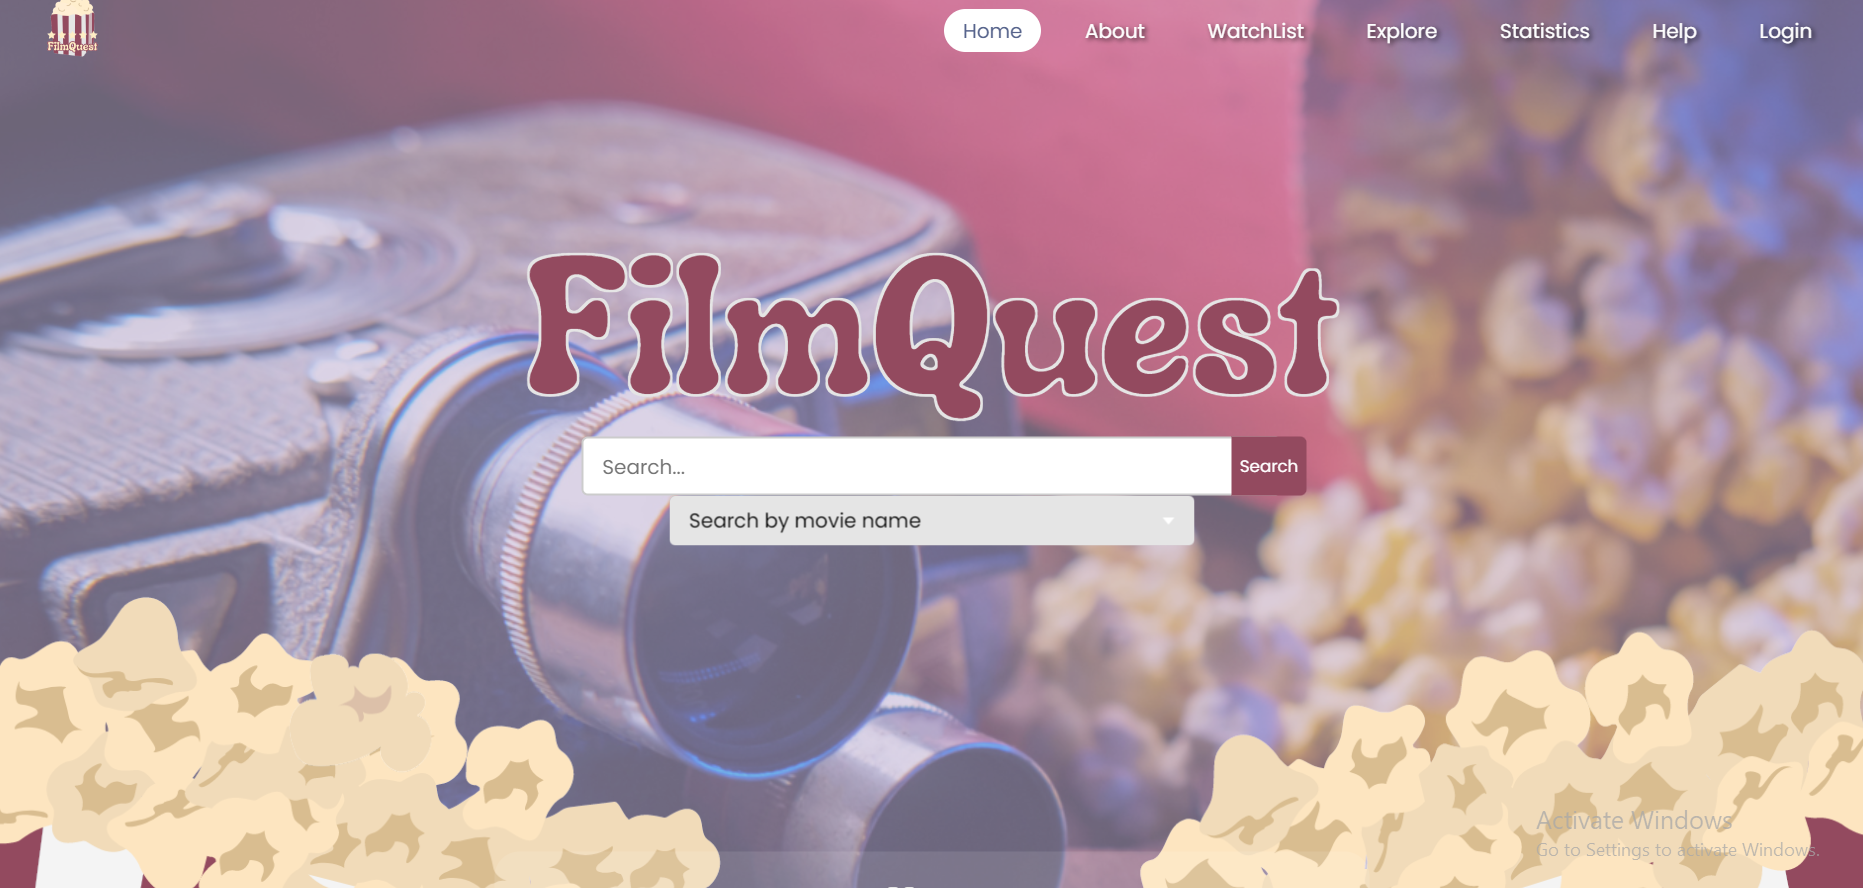 FilmQuest
Home About WatchList Explore Statistics Help Login
FilmQuest
Search... Search
Search by movie name
Activate Windows
Go to Settings to activate Windows.